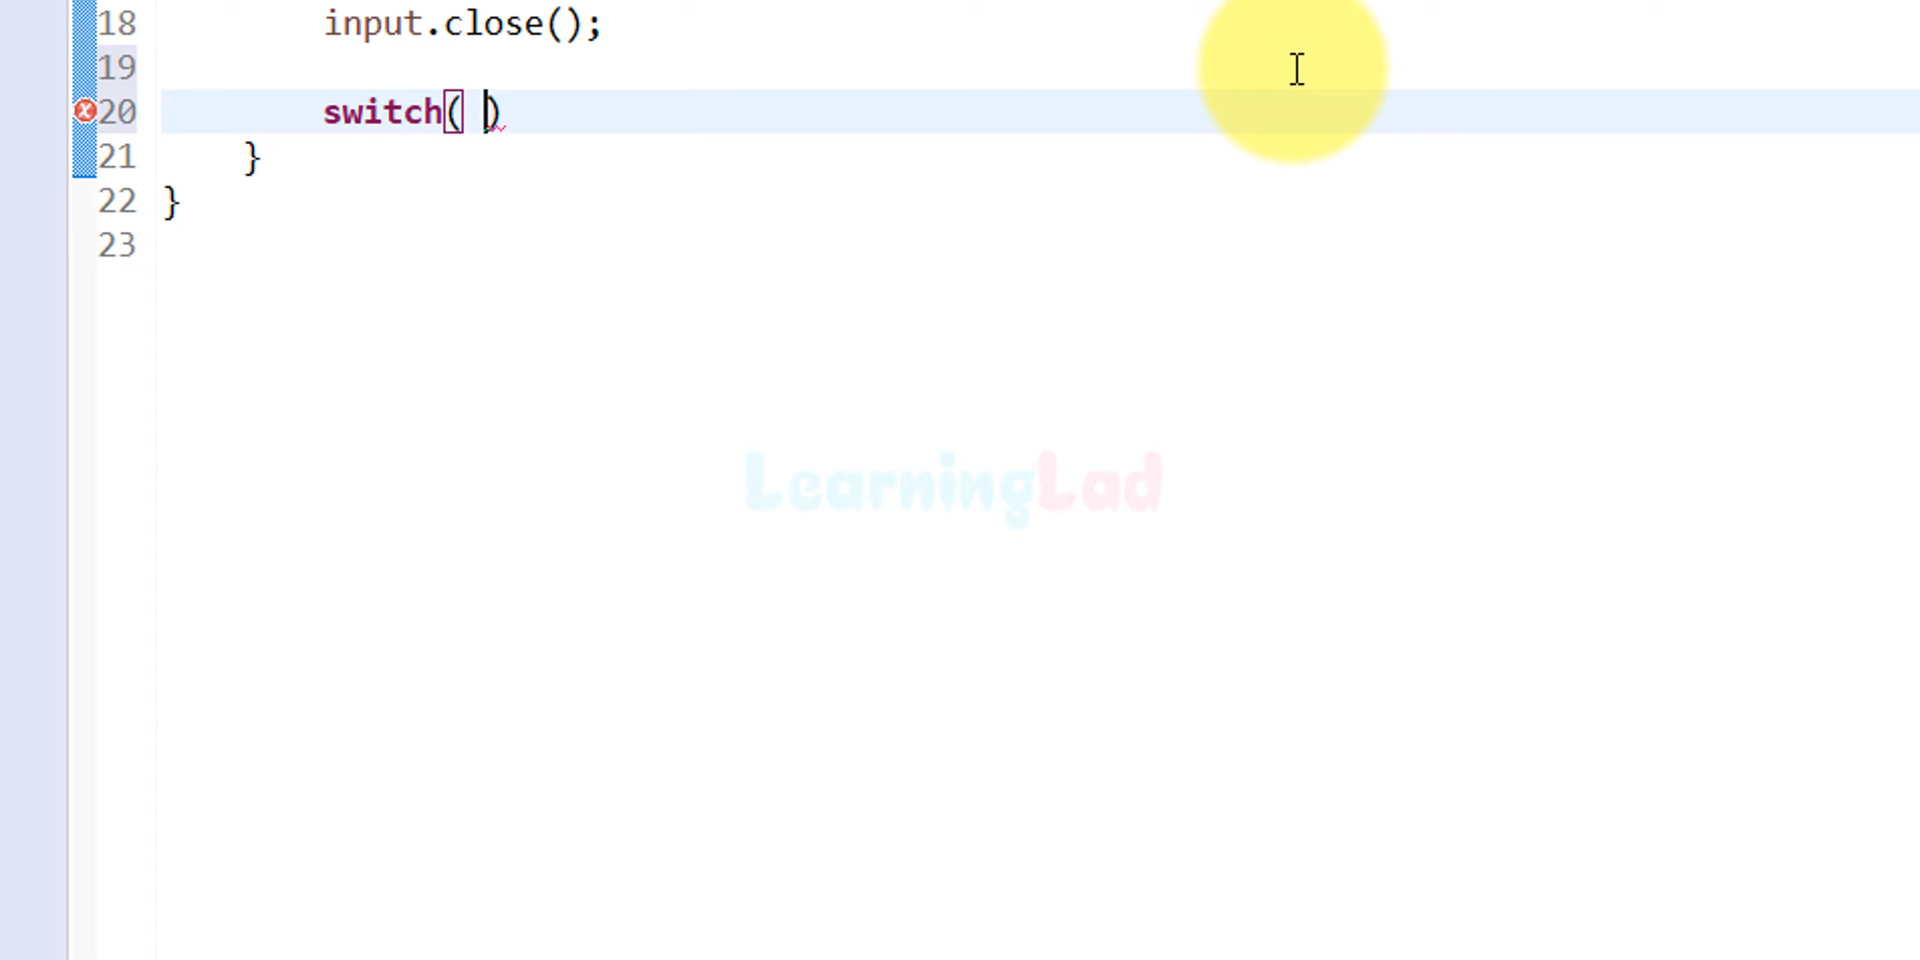 18 input.close();
19
20 switch( )
21 }
22 }
23
LearningLad